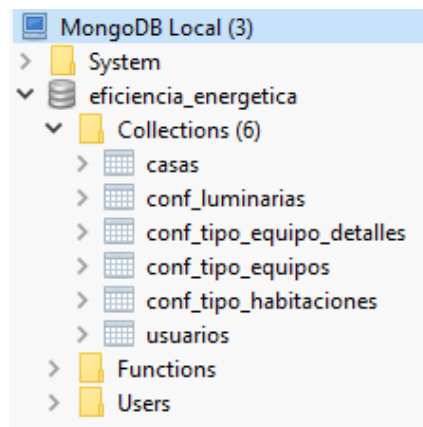 MongoDB Local (3)
System
eficiencia_energetica
Collections (6)
casas
conf_luminarias
conf_tipo_equipo_detalles
conf_tipo_equipos
conf_tipo_habitaciones
usuarios
Functions
Users